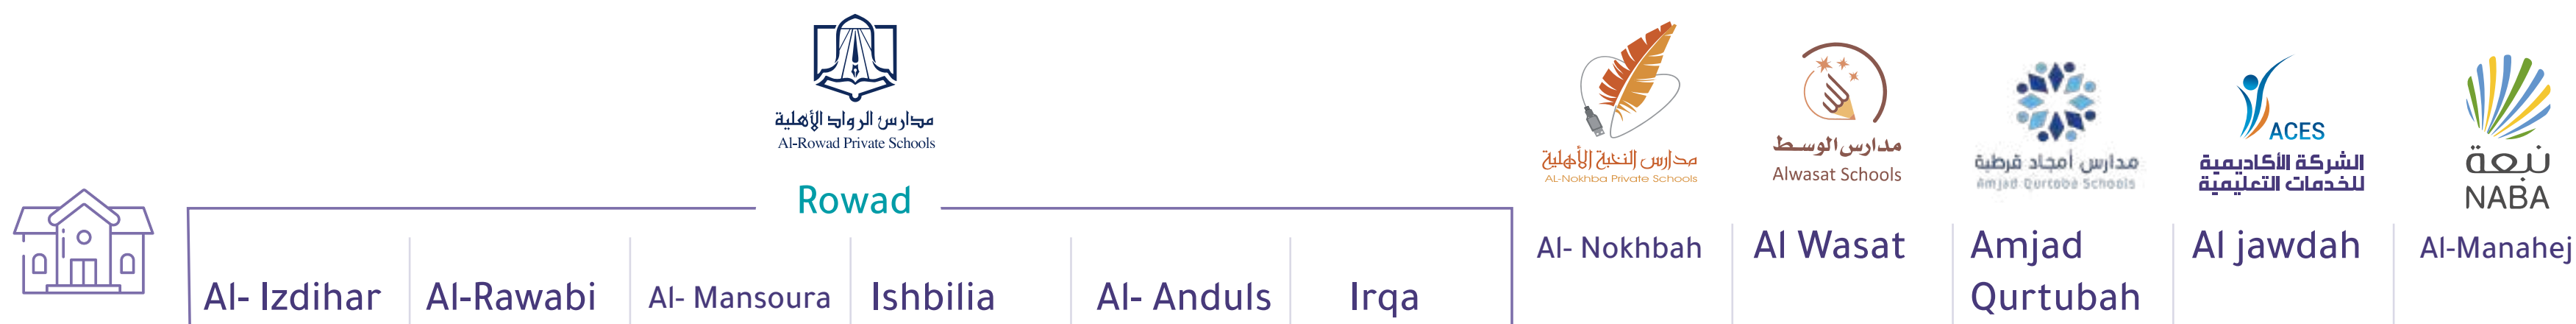 مدارس الرواد الأهلية
Al-Rowad Private Schools
Rowad
Al- Izdihar
Al-Rawabi
Al- Mansoura
Ishbilia
Al- Anduls
Irqa
مدارس النخبة الأهلية
AL-Nokhba Private Schools
Al- Nokhbah
مدارس الوسط
Alwasat Schools
Al Wasat
مدارس أمجاد قرطبة
Amjad Qurtoba Schools
Amjad
Qurtubah
ACES
الشركة الأكاديمية
للخدمات التعليمية
Al jawdah
نبعة
NABA
Al-Manahej